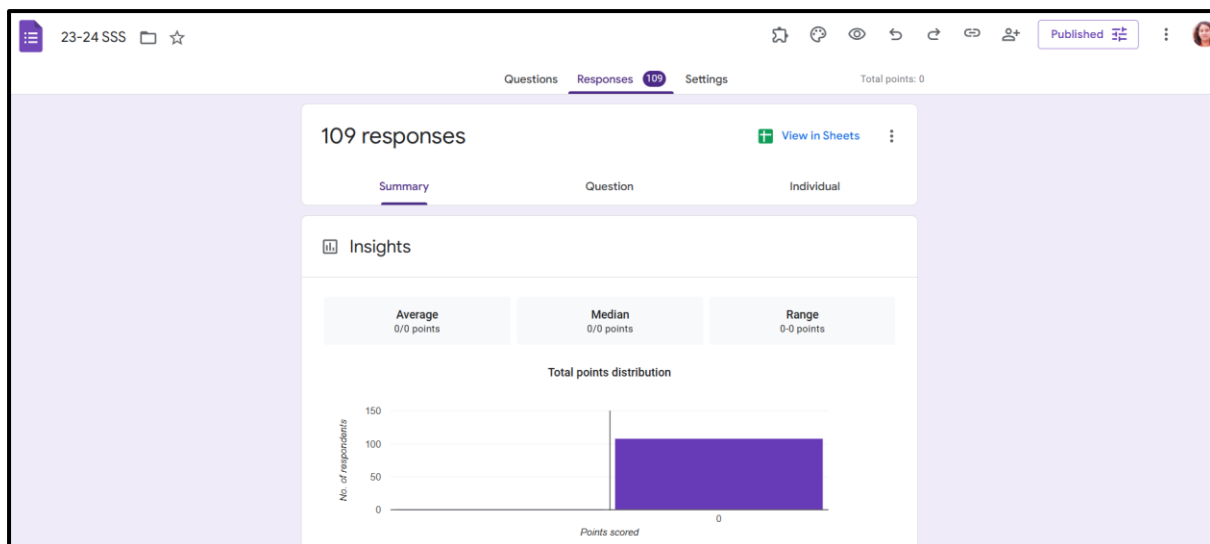 23-24 SSS
Published
Questions Responses 109 Settings Total points: 0
109 responses
View in Sheets
Summary Question Individual
Insights
Average Median Range
0/0 points 0/0 points 0-0 points
Total points distribution
No. of respondents
150
100
50
0
0
Points scored